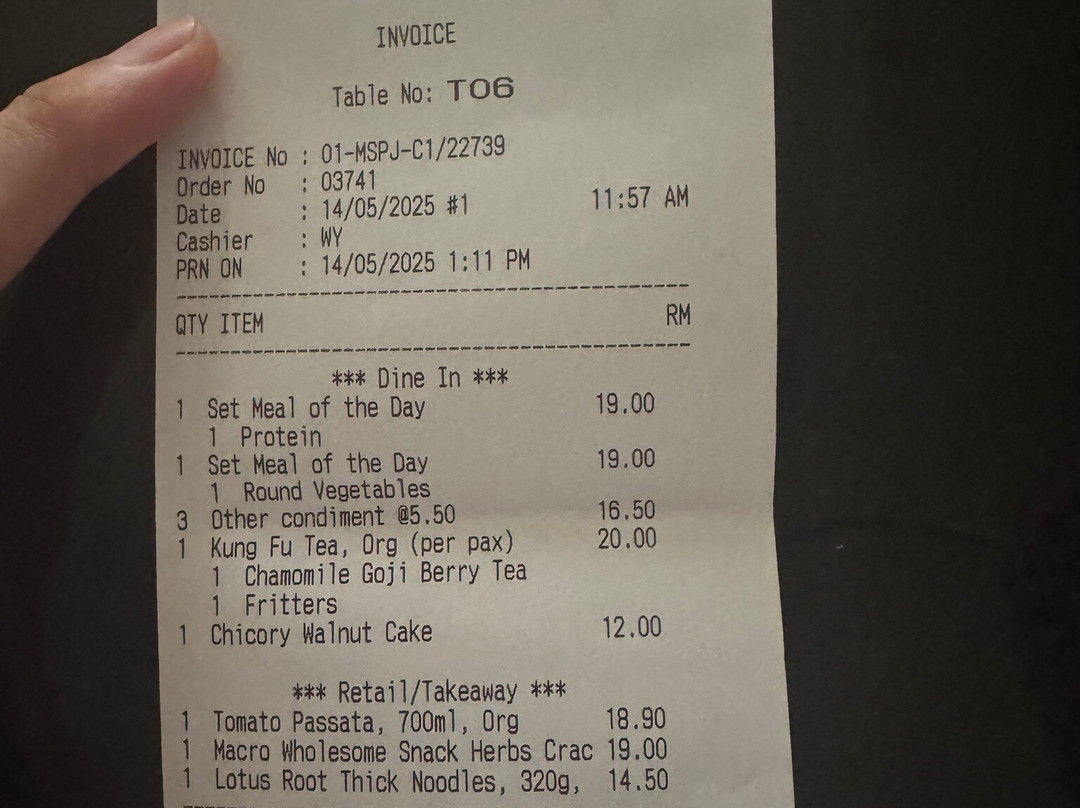 INVOICE
Table No: T06
INVOICE No : 01-MSPJ-C1/22739
Order No : 03741
Date : 14/05/2025 #1 11:57 AM
Cashier : WY
PRN ON : 14/05/2025 1:11 PM
QTY ITEM RM
*** Dine In ***
1 Set Meal of the Day 19.00
1 Protein
1 Set Meal of the Day 19.00
1 Round Vegetables
3 Other condiment @5.50 16.50
1 Kung Fu Tea, Org (per pax) 20.00
1 Chamomile Goji Berry Tea
1 Fritters
1 Chicory Walnut Cake 12.00
*** Retail/Takeaway ***
1 Tomato Passata, 700ml, Org 18.90
1 Macro Wholesome Snack Herbs Crac 19.00
1 Lotus Root Thick Noodles, 320g, 14.50